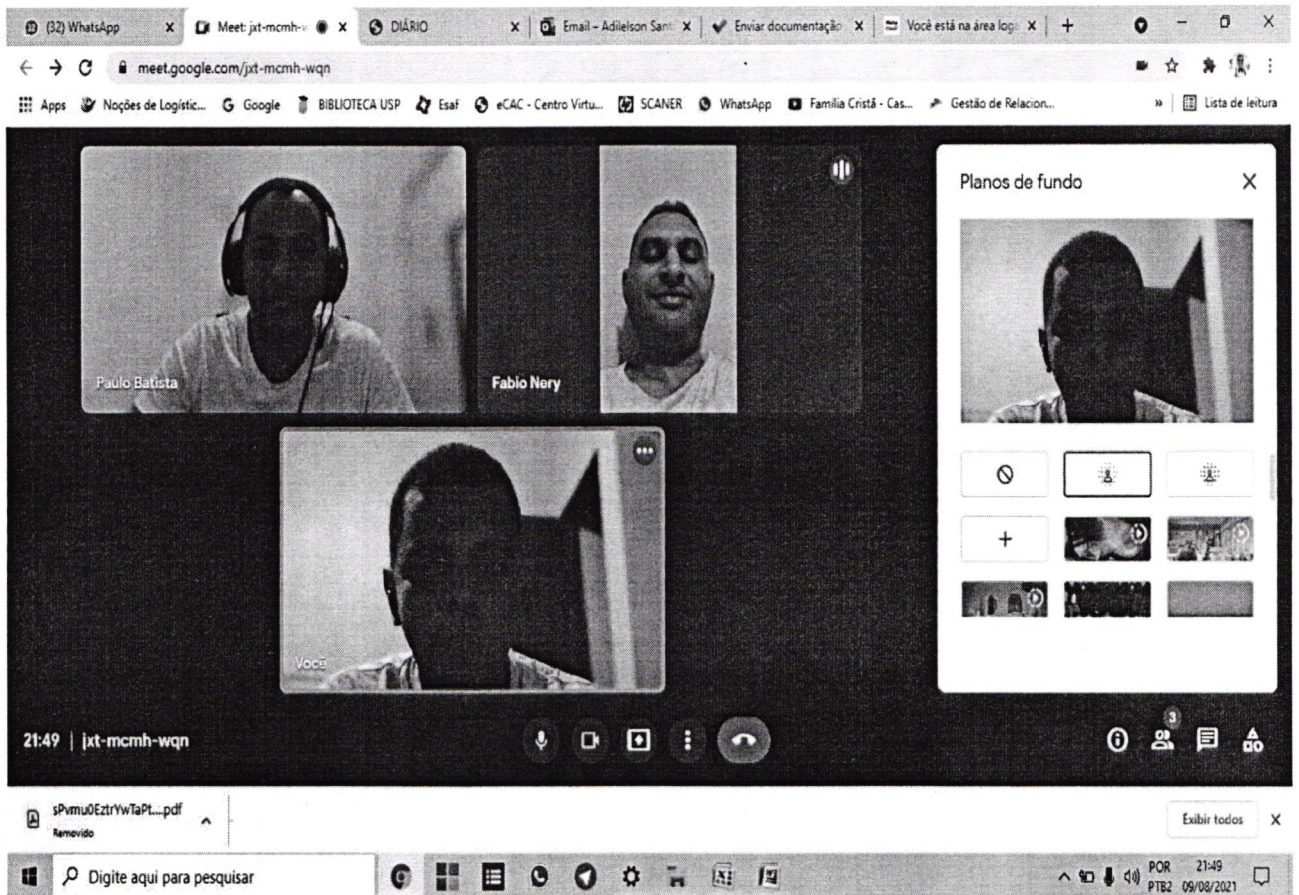 (32) WhatsApp
Meet: jxt-mcmh-w
DIÁRIO
Email – Adilelson Sant
Enviar documentação
Você está na área loga
meet.google.com/jxt-mcmh-wqn
Apps
Noções de Logístic...
Google
BIBLIOTECA USP
Esaf
eCAC - Centro Virtu...
SCANER
WhatsApp
Família Cristã - Cas...
Gestão de Relacion...
»
Lista de leitura
Paulo Batista
Fabio Nery
Você
Planos de fundo
21:49 | jxt-mcmh-wqn
3
sPvmu0EztrYwTaPt....pdf
Removido
Exibir todos
Digite aqui para pesquisar
POR
PTB2
21:49
09/08/2021